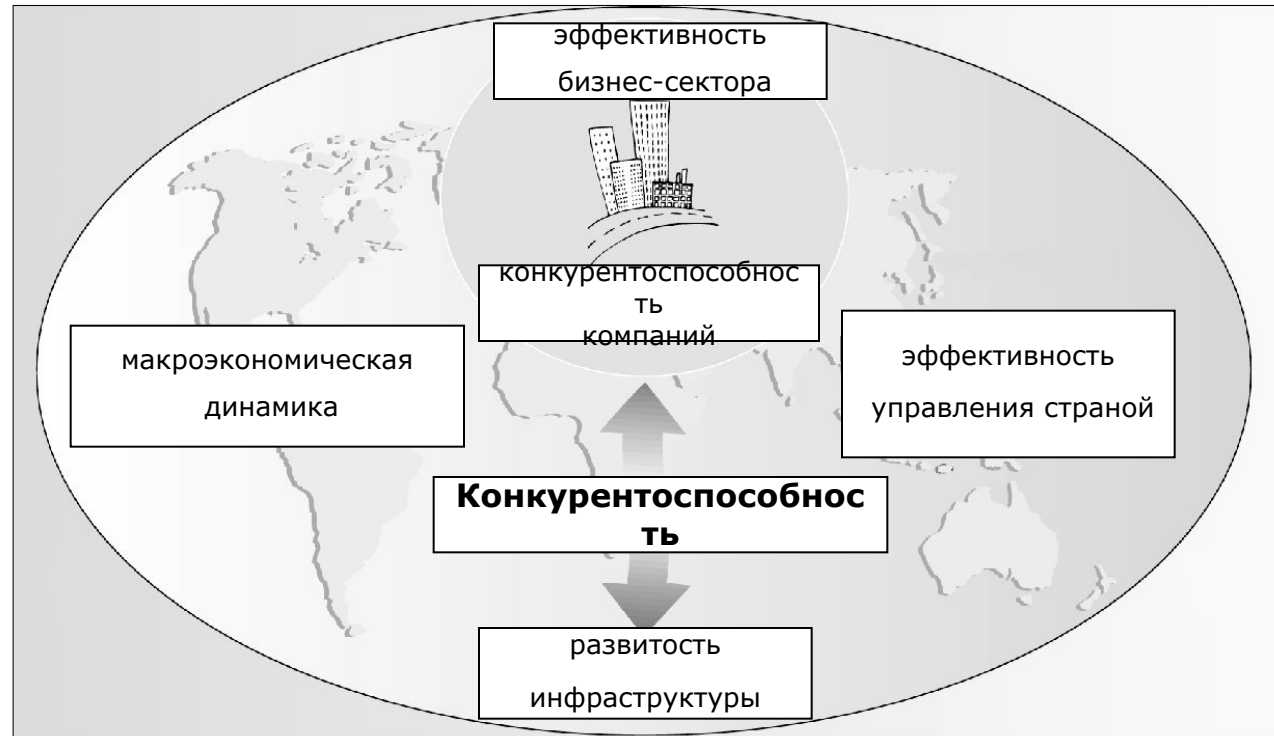 эффективность
бизнес-сектора
конкурентоспособнос
ть
компаний
макроэкономическая
динамика
эффективность
управления страной
Конкурентоспособнос
ть
развитость
инфраструктуры